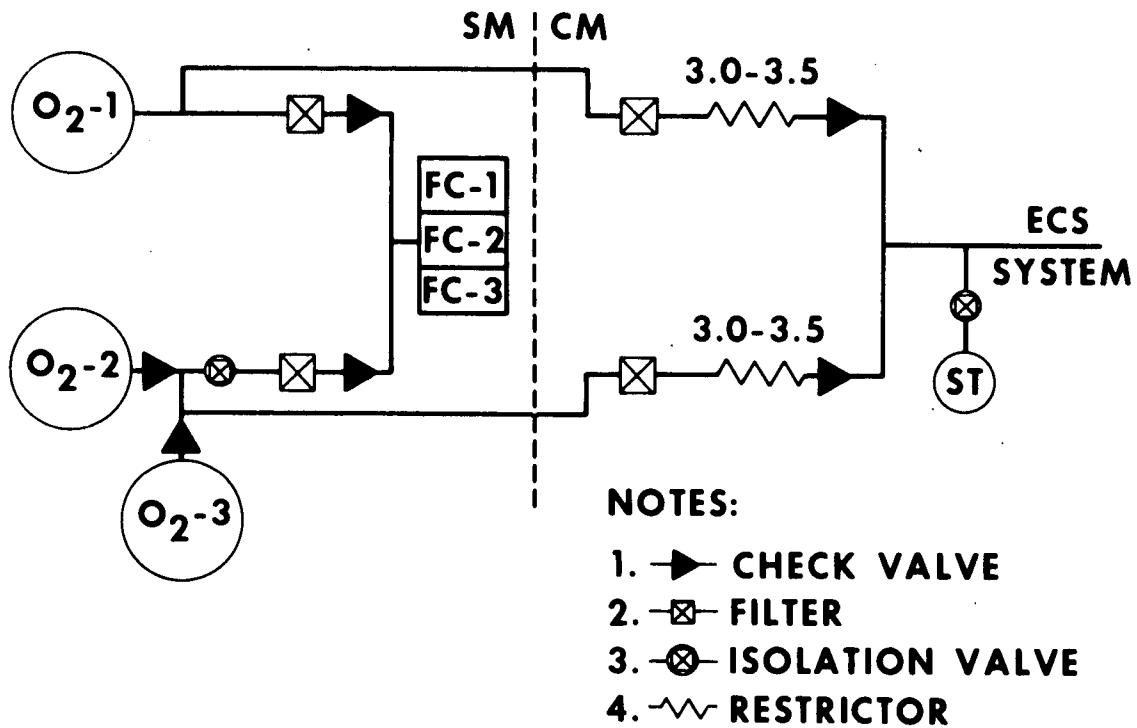 SM CM
3.0-3.5
O₂-1
FC-1
FC-2
FC-3
ECS
SYSTEM
3.0-3.5
O₂-2
ST
O₂-3
NOTES:
1. CHECK VALVE
2. FILTER
3. ISOLATION VALVE
4. RESTRICTOR